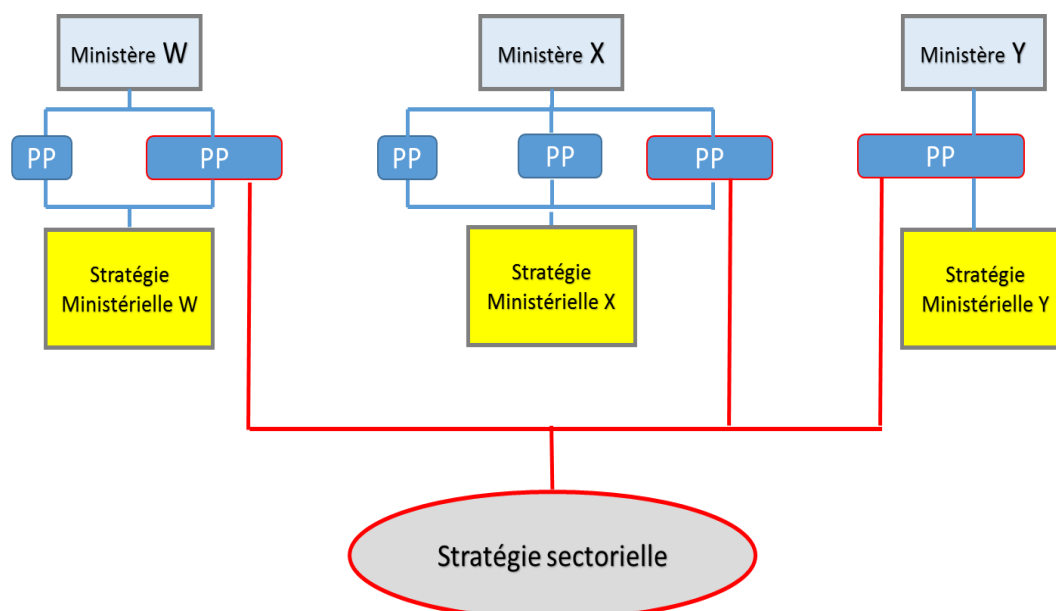 Ministère W
Ministère X
Ministère Y
PP
PP
PP
PP
PP
PP
Stratégie
Ministérielle W
Stratégie
Ministérielle X
Stratégie
Ministérielle Y
Stratégie sectorielle